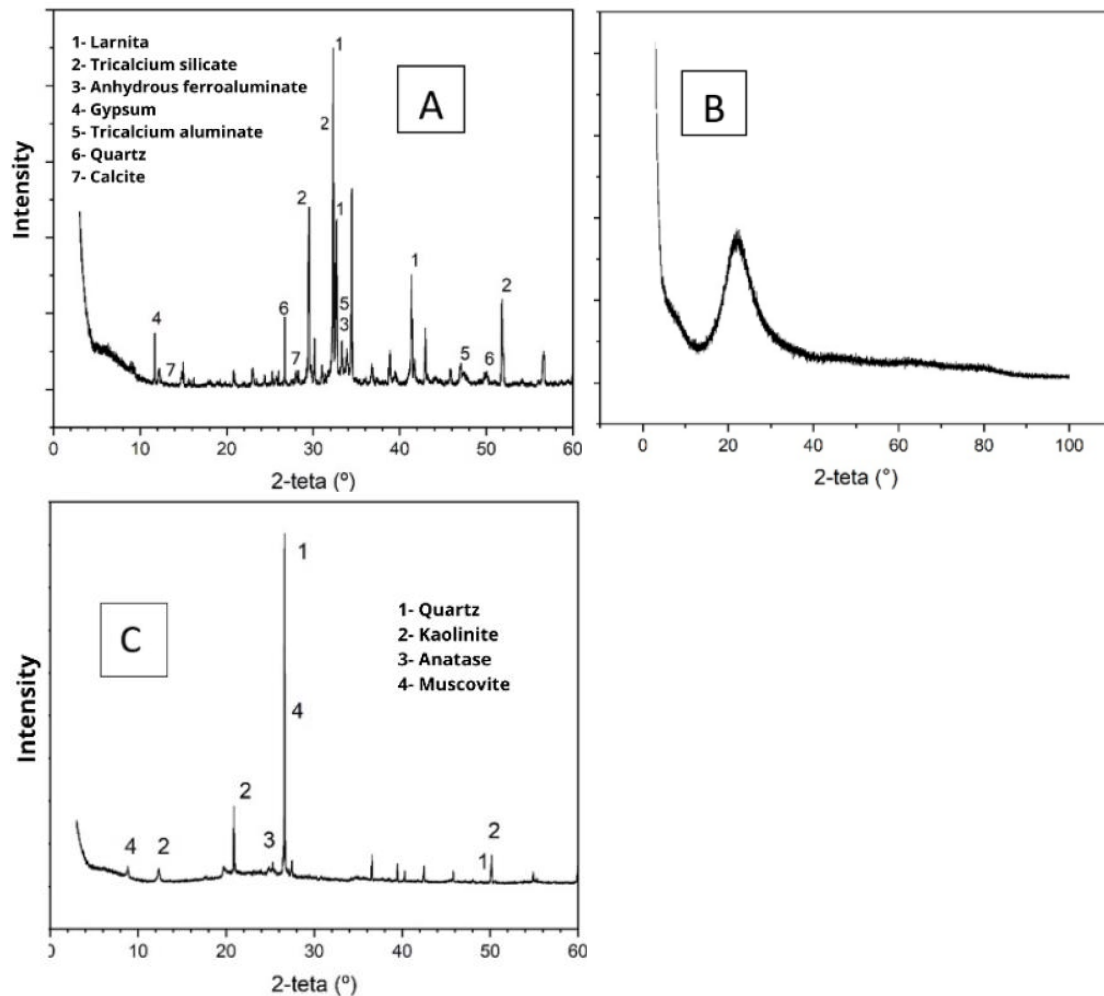 1- Larnita
2- Tricalcium silicate
3- Anhydrous ferroaluminate
4- Gypsum
5- Tricalcium aluminate
6- Quartz
7- Calcite
A
Intensity
1
2
2
1
1
2
4
6
5
3
7
7
5
6
0 10 20 30 40 50 60
2-teta (º)
B
0 20 40 60 80 100
2-teta (°)
C
1- Quartz
2- Kaolinite
3- Anatase
4- Muscovite
Intensity
1
4
2
3
4
2
2
1
0 10 20 30 40 50 60
2-teta (º)